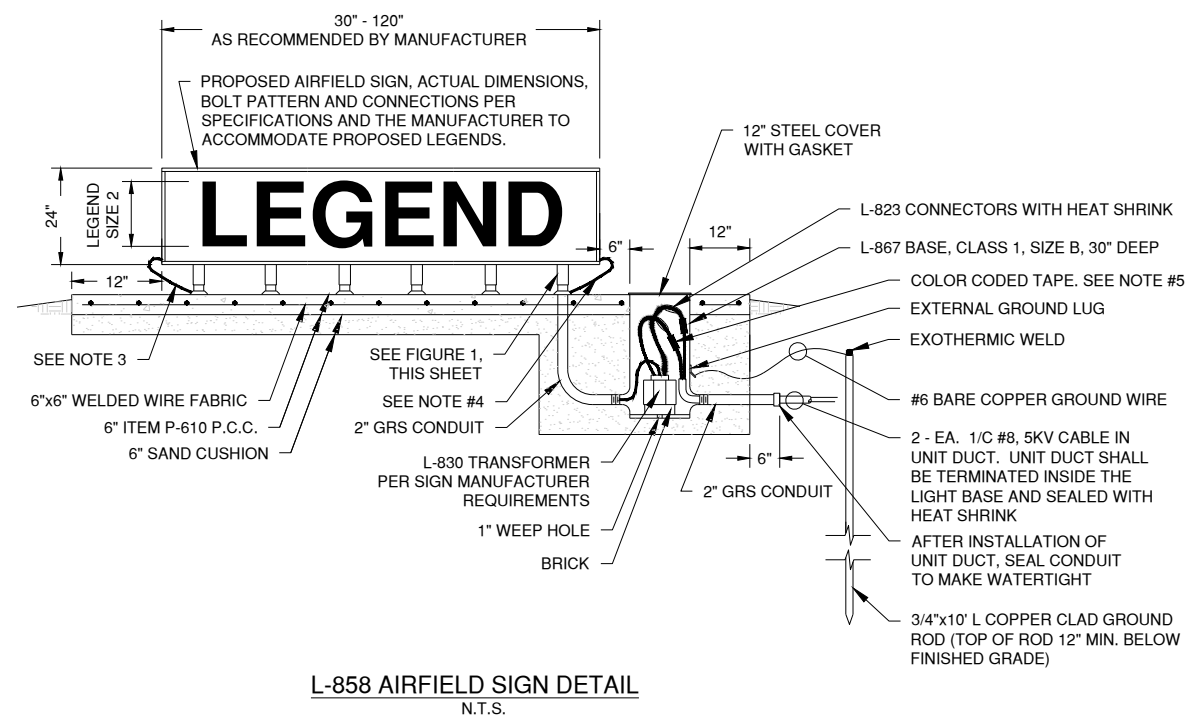 30" - 120"
AS RECOMMENDED BY MANUFACTURER
PROPOSED AIRFIELD SIGN, ACTUAL DIMENSIONS,
BOLT PATTERN AND CONNECTIONS PER
SPECIFICATIONS AND THE MANUFACTURER TO
ACCOMMODATE PROPOSED LEGENDS.
24"
LEGEND
SIZE 2
LEGEND
12"
6"
12"
12" STEEL COVER
WITH GASKET
L-823 CONNECTORS WITH HEAT SHRINK
L-867 BASE, CLASS 1, SIZE B, 30" DEEP
COLOR CODED TAPE. SEE NOTE #5
EXTERNAL GROUND LUG
EXOTHERMIC WELD
#6 BARE COPPER GROUND WIRE
2 - EA. 1/C #8, 5KV CABLE IN
UNIT DUCT. UNIT DUCT SHALL
BE TERMINATED INSIDE THE
LIGHT BASE AND SEALED WITH
HEAT SHRINK
AFTER INSTALLATION OF
UNIT DUCT, SEAL CONDUIT
TO MAKE WATERTIGHT
3/4"x10' L COPPER CLAD GROUND
ROD (TOP OF ROD 12" MIN. BELOW
FINISHED GRADE)
SEE NOTE 3
6"x6" WELDED WIRE FABRIC
6" ITEM P-610 P.C.C.
6" SAND CUSHION
SEE FIGURE 1,
THIS SHEET
SEE NOTE #4
2" GRS CONDUIT
L-830 TRANSFORMER
PER SIGN MANUFACTURER
REQUIREMENTS
1" WEEP HOLE
BRICK
6"
2" GRS CONDUIT
L-858 AIRFIELD SIGN DETAIL
N.T.S.